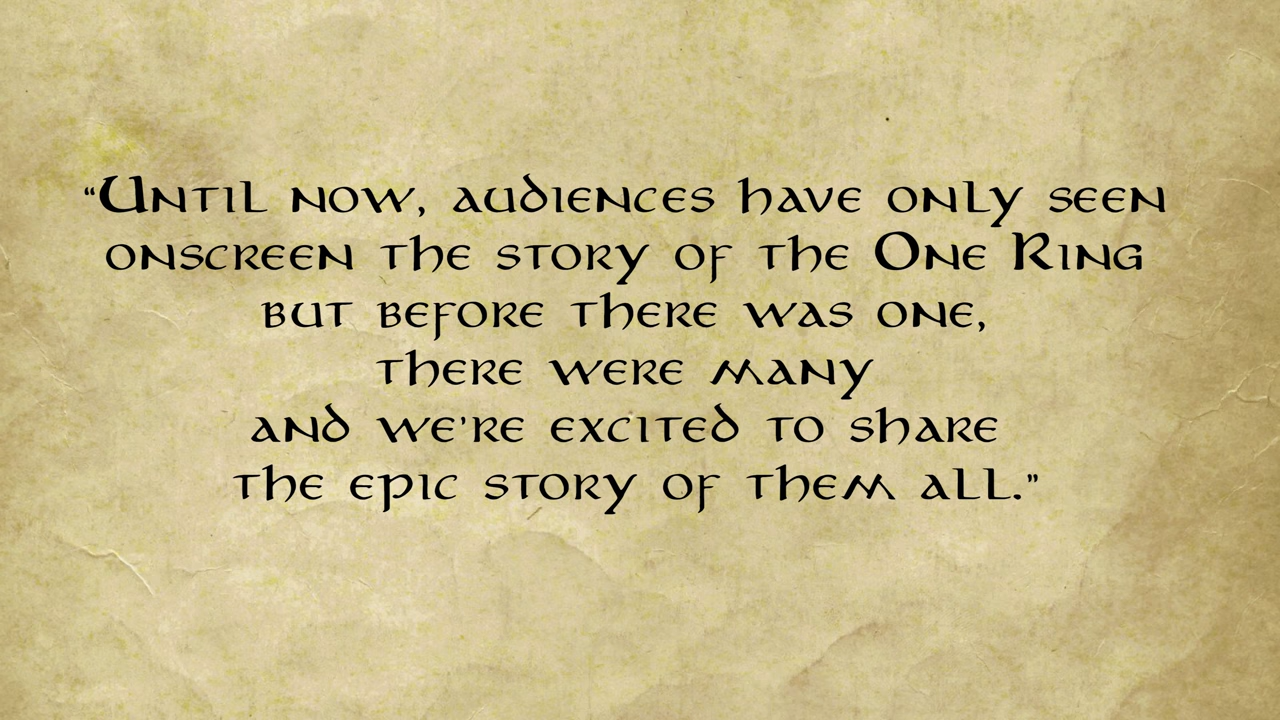 “Until now, audiences have only seen
onscreen the story of the One Ring
but before there was one,
there were many
and we're excited to share
the epic story of them all.”